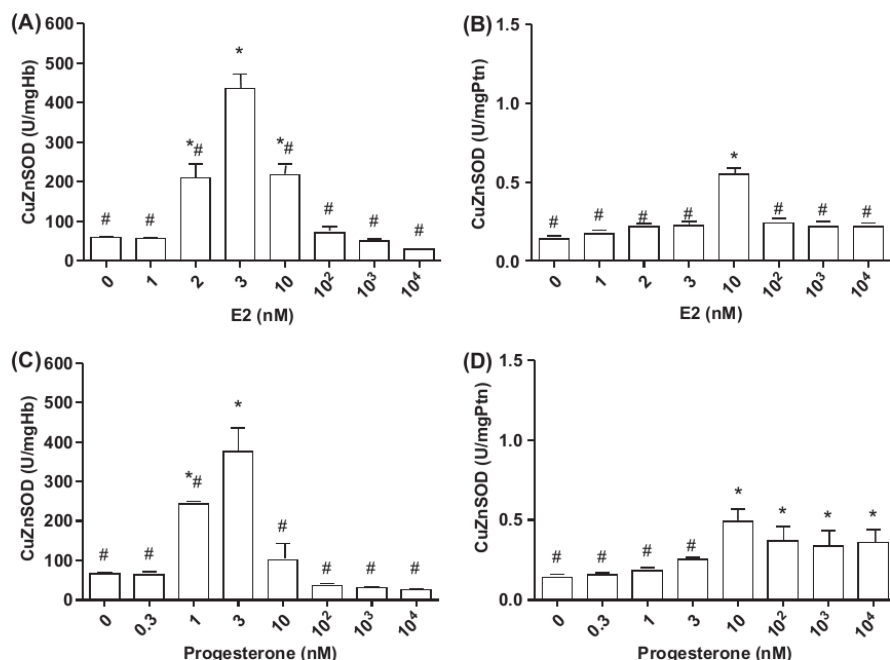 (A)
CuZnSOD (U/mgHb)
600
500
400
300
200
100
0
# # *# * *# # # #
0 1 2 3 10 10² 10³ 10⁴
E2 (nM)
(B)
CuZnSOD (U/mgPtn)
1.5
1.0
0.5
0.0
# # # # * # # #
0 1 2 3 10 10² 10³ 10⁴
E2 (nM)
(C)
CuZnSOD (U/mgHb)
600
500
400
300
200
100
0
# # *# * # # # #
0 0.3 1 3 10 10² 10³ 10⁴
Progesterone (nM)
(D)
CuZnSOD (U/mgPtn)
1.5
1.0
0.5
0.0
# # # # * * * *
0 0.3 1 3 10 10² 10³ 10⁴
Progesterone (nM)